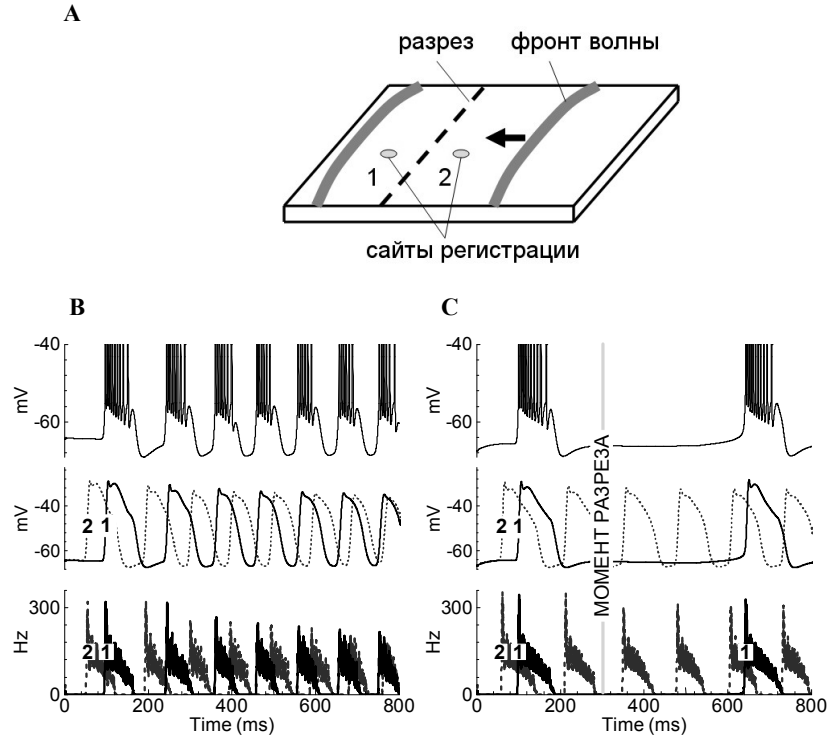 A
разрез
фронт волны
1
2
сайты регистрации
B
C
-40
-60
mV
-40
-60
mV
2 1
300
0
Hz
2 1
0
200
400
600
800
Time (ms)
-40
-60
mV
-40
-60
mV
2 1
МОМЕНТ РАЗРЕЗА
300
0
Hz
2 1
1
0
200
400
600
800
Time (ms)